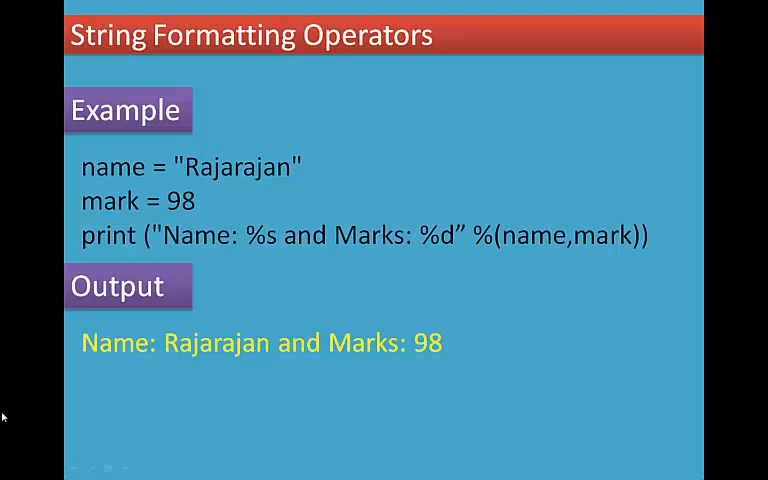 String Formatting Operators
Example
name = "Rajarajan"
mark = 98
print ("Name: %s and Marks: %d” %(name,mark))
Output
Name: Rajarajan and Marks: 98